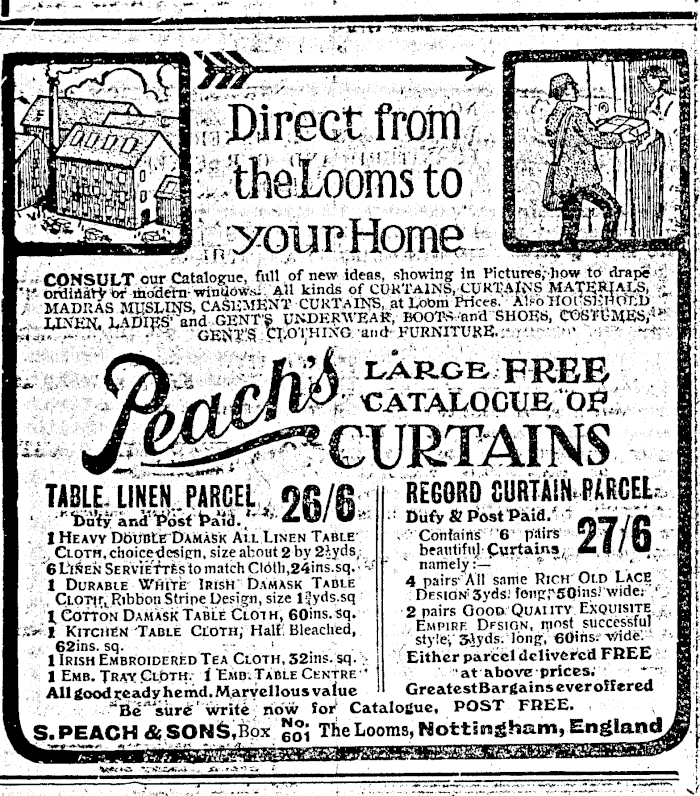 Direct from
the Looms to
your Home
CONSULT our Catalogue, full of new ideas, showing in Pictures, how to drape
ordinary or modern windows. All kinds of CURTAINS, CURTAINS MATERIALS,
MADRAS MUSLINS, CASEMENT CURTAINS, at Loom Prices. Also HOUSEHOLD
LINEN, LADIES' and GENT'S UNDERWEAR, BOOTS and SHOES, COSTUMES,
GENT'S CLOTHING and FURNITURE.
Peach's LARGE FREE
CATALOGUE OF
CURTAINS
TABLE LINEN PARCEL 26/6
Duty and Post Paid.
1 HEAVY DOUBLE DAMASK ALL LINEN TABLE
CLOTH, choice design, size about 2 by 2½yds.
6 LINEN SERVIETTES to match Cloth, 24ins.sq.
1 DURABLE WHITE IRISH DAMASK TABLE
CLOTH, Ribbon Stripe Design, size yds.sq
1 COTTON DAMASK TABLE CLOTH, 60ins. sq.
1 KITCHEN TABLE CLOTH, Half Bleached,
62ins. sq.
1 IRISH EMBROIDERED TEA CLOTH, 32ins. sq.
1 EMB. TRAY CLOTH. 1 EMB. TABLE CENTRE
All good ready hemd. Marvellous value
RECORD CURTAIN PARCEL
Duty & Post Paid. 27/6
Contains 6 pairs
beautiful Curtains
namely:—
4 pairs All same RICH OLD LACE
DESIGN 3yds. long, 50ins. wide.
2 pairs GOOD QUALITY EXQUISITE
EMPIRE DESIGN, most successful
style, yds. long, 60ins. wide.
Either parcel delivered FREE
at above prices.
Greatest Bargains ever offered
Be sure write now for Catalogue, POST FREE.
S. PEACH & SONS, Box No. 601 The Looms, Nottingham, England